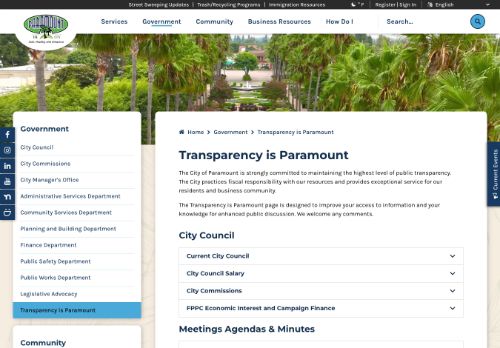 Street Sweeping Updates | Trash/Recycling Programs | Immigration Resources
°F
Register | Sign In
English
PARAMOUNT
Services
Government
Community
Business Resources
How Do I
Search...
Government
City Council
City Commissions
City Manager's Office
Administrative Services Department
Community Services Department
Planning and Building Department
Finance Department
Public Safety Department
Public Works Department
Legislative Advocacy
Transparency is Paramount
Community
Home > Government > Transparency is Paramount
Transparency is Paramount
The City of Paramount is strongly committed to maintaining the highest level of public transparency.
The City practices fiscal responsibility with our resources and provides exceptional service for our
residents and business community.
The Transparency is Paramount page is designed to improve your access to information and your
knowledge for enhanced public discussion. We welcome any comments.
City Council
Current City Council
City Council Salary
City Commissions
FPPC Economic Interest and Campaign Finance
Meetings Agendas & Minutes
Current Events